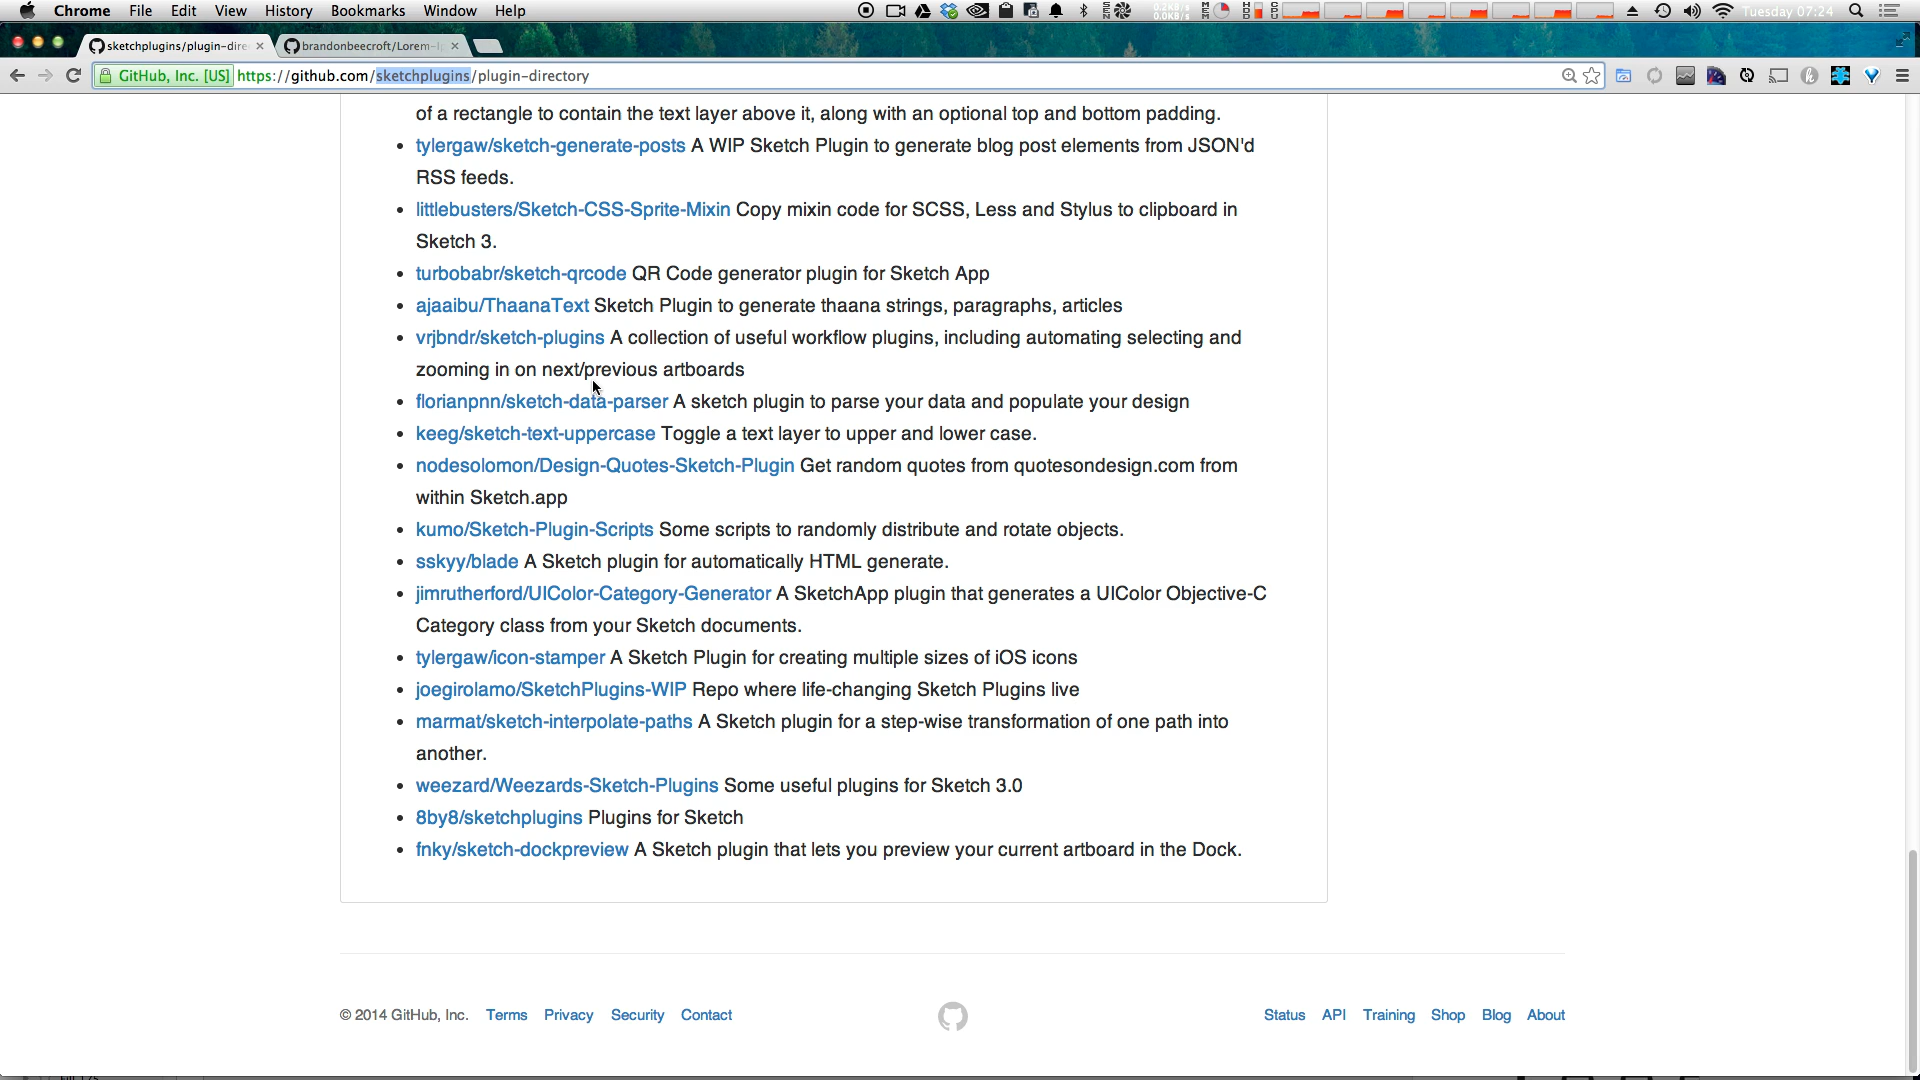 Chrome File Edit View History Bookmarks Window Help Tuesday 07:24
sketchplugins/plugin-dire brandonbeecroft/Lorem-I
GitHub, Inc. [US] https://github.com/sketchplugins/plugin-directory
of a rectangle to contain the text layer above it, along with an optional top and bottom padding.
tylergaw/sketch-generate-posts A WIP Sketch Plugin to generate blog post elements from JSON'd
RSS feeds.
littlebusters/Sketch-CSS-Sprite-Mixin Copy mixin code for SCSS, Less and Stylus to clipboard in
Sketch 3.
turbobabr/sketch-qrcode QR Code generator plugin for Sketch App
ajaaibu/ThaanaText Sketch Plugin to generate thaana strings, paragraphs, articles
vrjbndr/sketch-plugins A collection of useful workflow plugins, including automating selecting and
zooming in on next/previous artboards
florianpnn/sketch-data-parser A sketch plugin to parse your data and populate your design
keeg/sketch-text-uppercase Toggle a text layer to upper and lower case.
nodesolomon/Design-Quotes-Sketch-Plugin Get random quotes from quotesondesign.com from
within Sketch.app
kumo/Sketch-Plugin-Scripts Some scripts to randomly distribute and rotate objects.
sskyy/blade A Sketch plugin for automatically HTML generate.
jimrutherford/UIColor-Category-Generator A SketchApp plugin that generates a UIColor Objective-C
Category class from your Sketch documents.
tylergaw/icon-stamper A Sketch Plugin for creating multiple sizes of iOS icons
joegirolamo/SketchPlugins-WIP Repo where life-changing Sketch Plugins live
marmat/sketch-interpolate-paths A Sketch plugin for a step-wise transformation of one path into
another.
weezard/Weezards-Sketch-Plugins Some useful plugins for Sketch 3.0
8by8/sketchplugins Plugins for Sketch
fnky/sketch-dockpreview A Sketch plugin that lets you preview your current artboard in the Dock.
© 2014 GitHub, Inc. Terms Privacy Security Contact Status API Training Shop Blog About